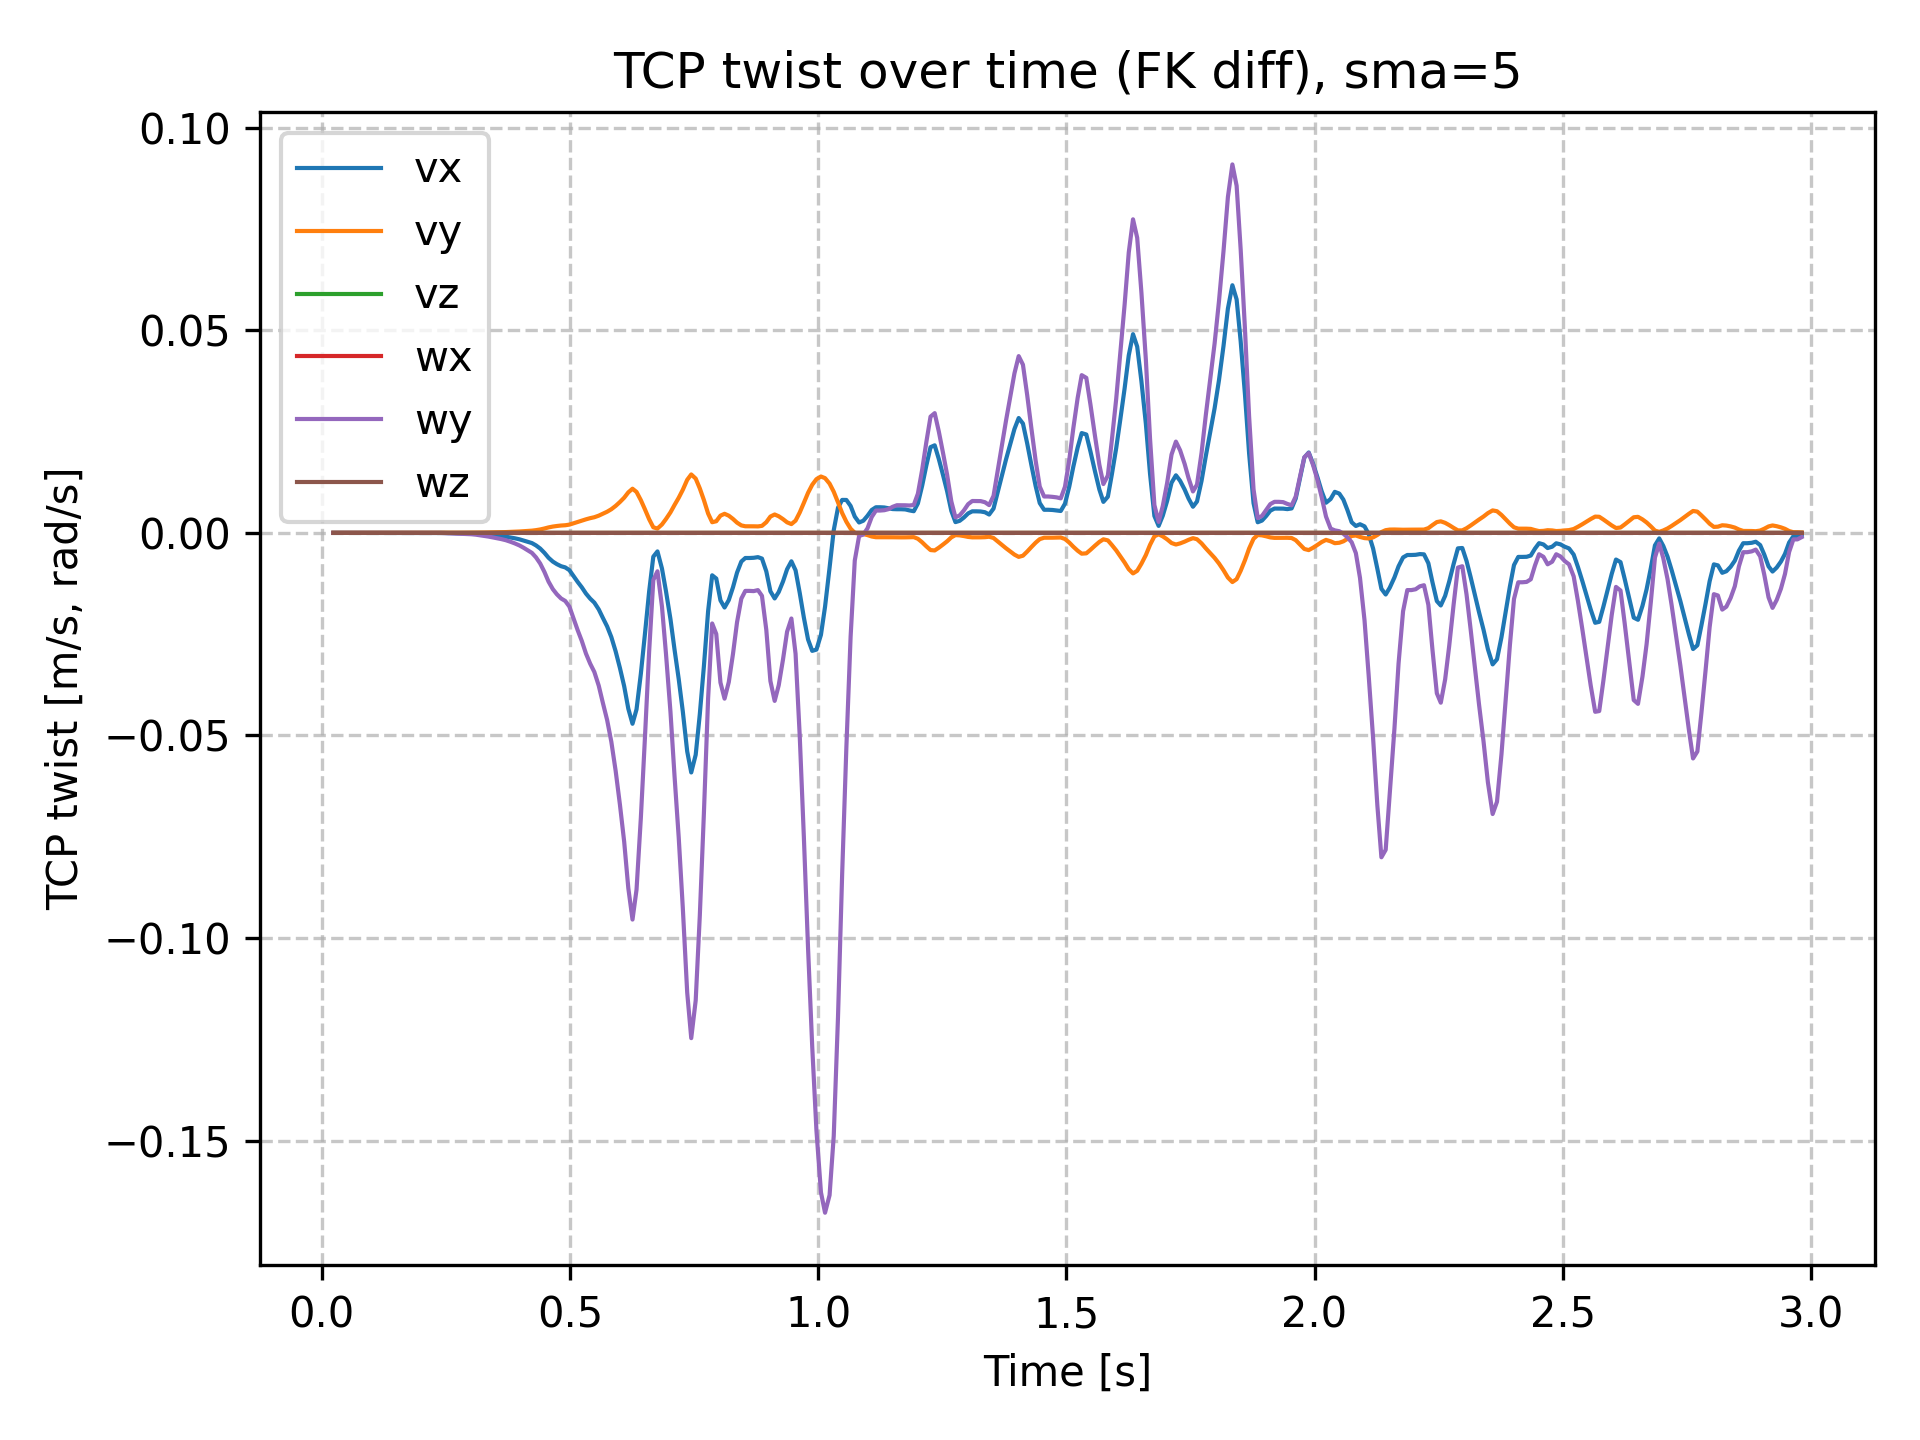 TCP twist over time (FK diff), sma=5
vx
vy
vz
wx
wy
wz
TCP twist [m/s, rad/s]
0.10
0.05
0.00
−0.05
−0.10
−0.15
0.0 0.5 1.0 1.5 2.0 2.5 3.0
Time [s]